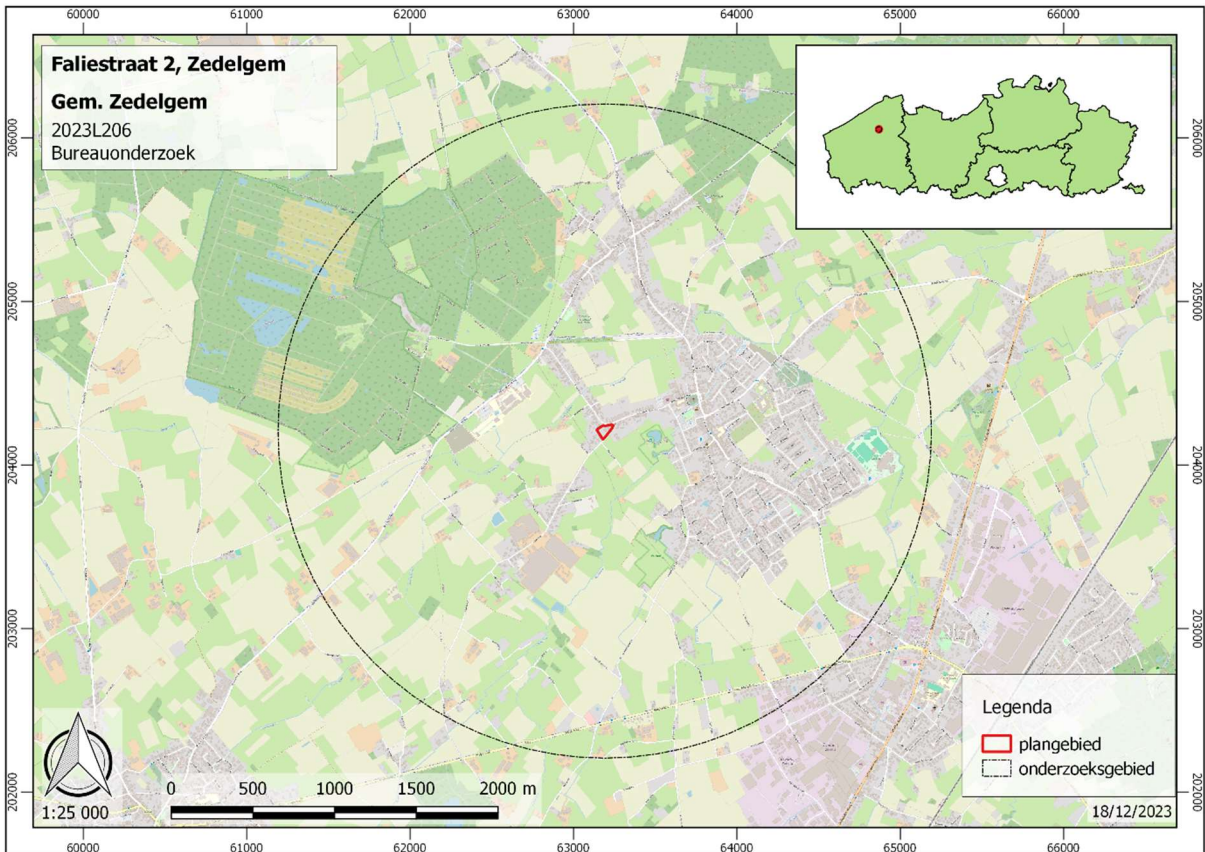 60000 61000 62000 63000 64000 65000 66000
Faliestraat 2, Zedelgem
Gem. Zedelgem
2023L206
Bureauonderzoek
206000
206000
205000
205000
204000
204000
203000
203000
202000
202000
Legenda
plangebied
onderzoeksgebied
1:25 000
0 500 1000 1500 2000 m
18/12/2023
60000 61000 62000 63000 64000 65000 66000